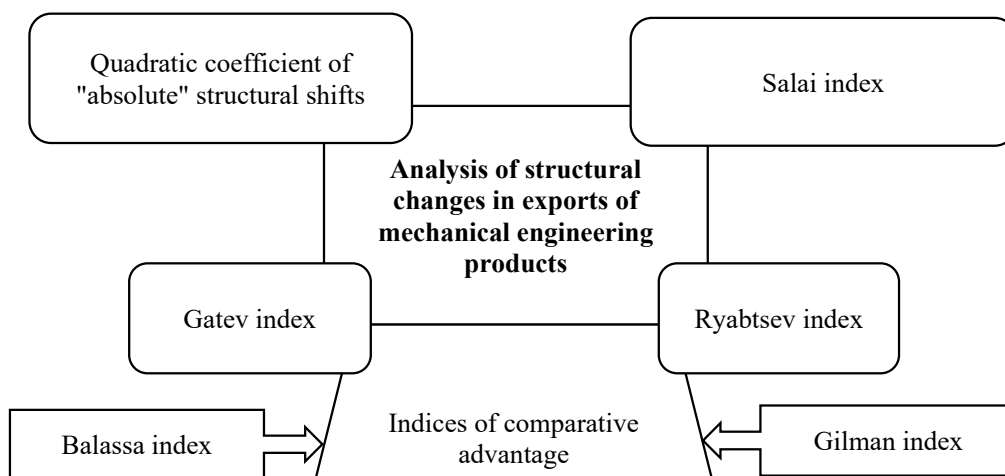 Quadratic coefficient of
"absolute" structural shifts
Salai index
Analysis of structural
changes in exports of
mechanical engineering
products
Gatev index
Ryabtsev index
Balassa index
Indices of comparative
advantage
Gilman index